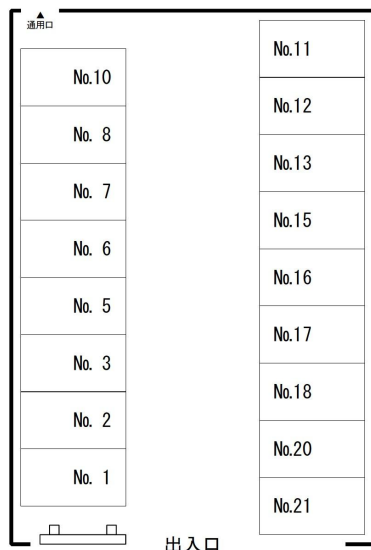 ▲
通用口
No.10
No. 8
No. 7
No. 6
No. 5
No. 3
No. 2
No. 1
No.11
No.12
No.13
No.15
No.16
No.17
No.18
No.20
No.21
出入口